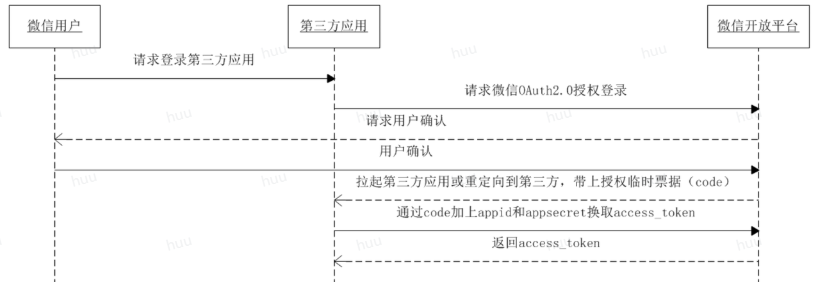 微信用户
第三方应用
微信开放平台
请求登录第三方应用
请求微信OAuth2.0授权登录
请求用户确认
用户确认
拉起第三方应用或重定向到第三方，带上授权临时票据（code）
通过code加上appid和appsecret换取access_token
返回access_token
huu
huu
huu
huu
huu
huu
huu
huu
huu
huu
huu
huu
huu